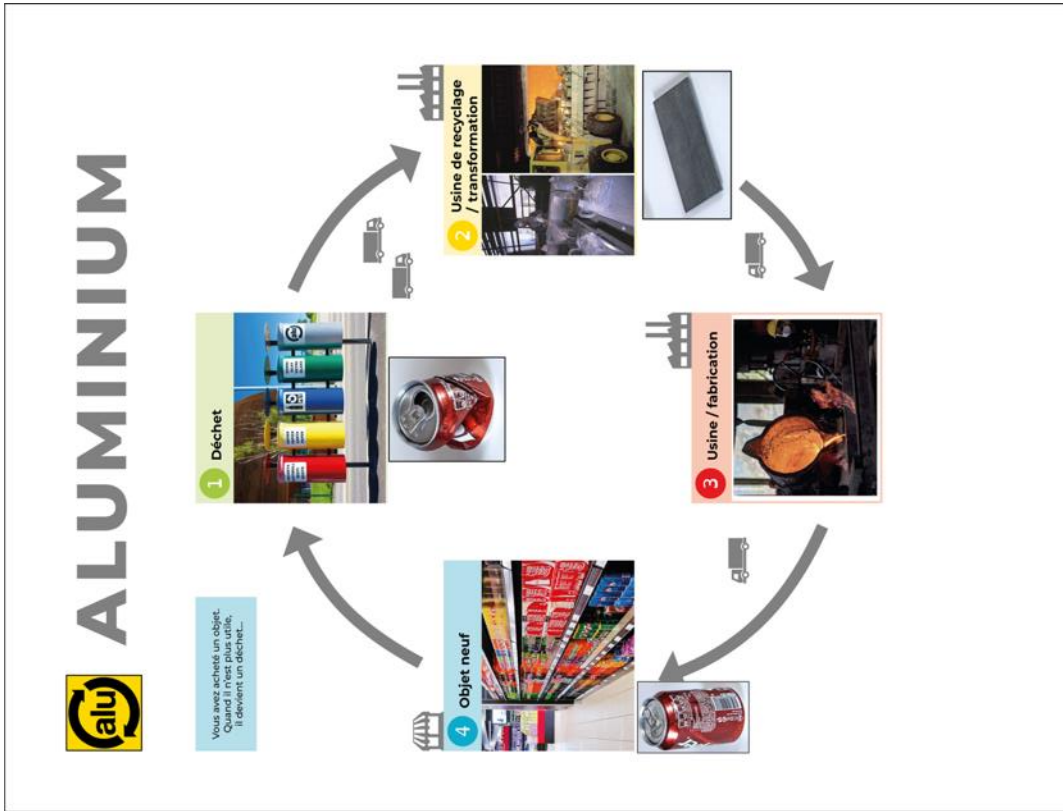 alu
ALUMINIUM
Vous avez acheté un objet.
Quand il n'est plus utile,
il devient un déchet...
1 Déchet
alu
2 Usine de recyclage
/ transformation
3 Usine / fabrication
4 Objet neuf